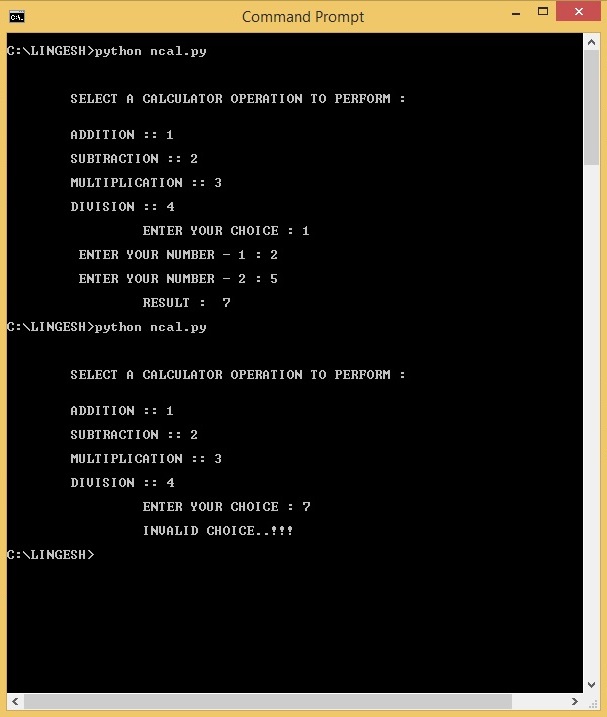 Command Prompt
C:\LINGESH>python ncal.py
SELECT A CALCULATOR OPERATION TO PERFORM :
ADDITION :: 1
SUBTRACTION :: 2
MULTIPLICATION :: 3
DIVISION :: 4
ENTER YOUR CHOICE : 1
ENTER YOUR NUMBER - 1 : 2
ENTER YOUR NUMBER - 2 : 5
RESULT :  7
C:\LINGESH>python ncal.py
SELECT A CALCULATOR OPERATION TO PERFORM :
ADDITION :: 1
SUBTRACTION :: 2
MULTIPLICATION :: 3
DIVISION :: 4
ENTER YOUR CHOICE : 7
INVALID CHOICE..!!!
C:\LINGESH>